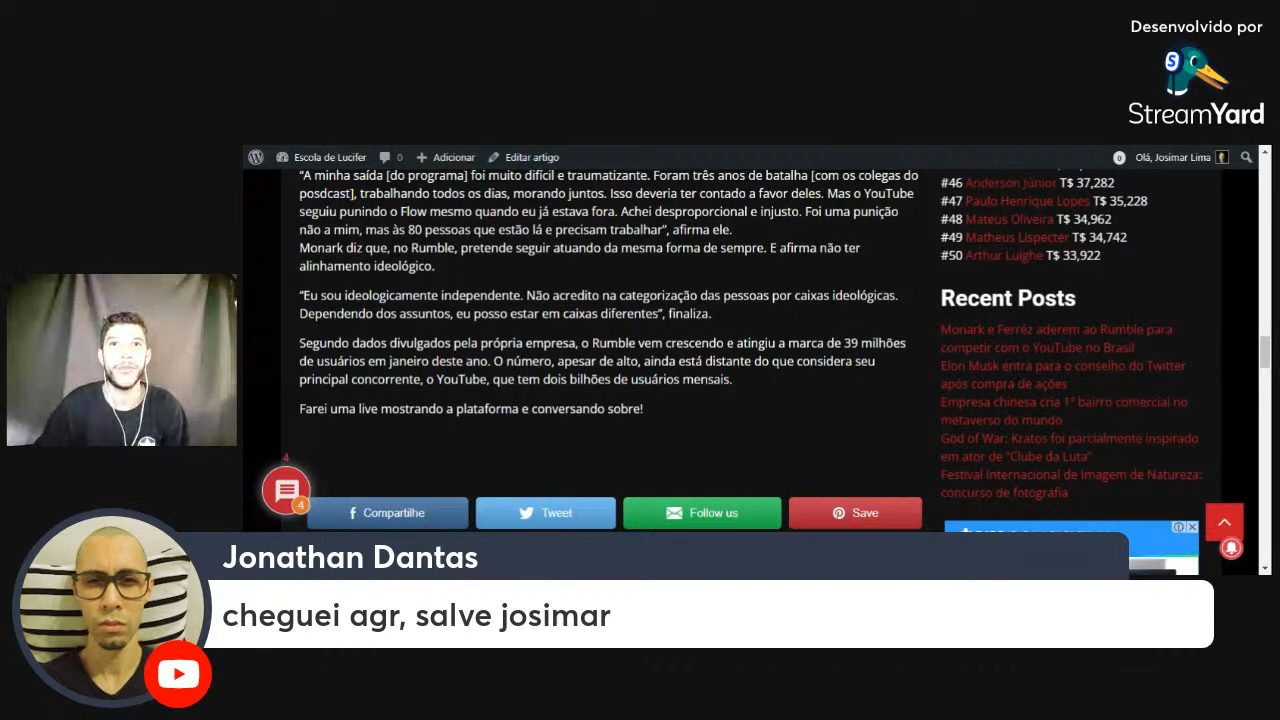 Desenvolvido por
StreamYard
Escola de Lucifer 0 Adicionar Editar artigo 0 Olá, Josimar Lima
“A minha saída [do programa] foi muito difícil e traumatizante. Foram três anos de batalha [com os colegas do
posdcast], trabalhando todos os dias, morando juntos. Isso deveria ter contado a favor deles. Mas o YouTube
seguiu punindo o Flow mesmo quando eu já estava fora. Achei desproporcional e injusto. Foi uma punição
não a mim, mas às 80 pessoas que estão lá e precisam trabalhar”, afirma ele.
Monark diz que, no Rumble, pretende seguir atuando da mesma forma de sempre. E afirma não ter
alinhamento ideológico.
“Eu sou ideologicamente independente. Não acredito na categorização das pessoas por caixas ideológicas.
Dependendo dos assuntos, eu posso estar em caixas diferentes”, finaliza.
Segundo dados divulgados pela própria empresa, o Rumble vem crescendo e atingiu a marca de 39 milhões
de usuários em janeiro deste ano. O número, apesar de alto, ainda está distante do que considera seu
principal concorrente, o YouTube, que tem dois bilhões de usuários mensais.
Farei uma live mostrando a plataforma e conversando sobre!
4
4
Compartilhe Tweet Follow us Save
#46 Anderson Júnior T$ 37,282
#47 Paulo Henrique Lopes T$ 35,228
#48 Mateus Oliveira T$ 34,962
#49 Matheus Lispecter T$ 34,742
#50 Arthur Luighe T$ 33,922
Recent Posts
Monark e Ferréz aderem ao Rumble para
competir com o YouTube no Brasil
Elon Musk entra para o conselho do Twitter
após compra de ações
Empresa chinesa cria 1º bairro comercial no
metaverso do mundo
God of War: Kratos foi parcialmente inspirado
em ator de “Clube da Luta”
Festival Internacional de Imagem de Natureza:
concurso de fotografia
Jonathan Dantas
cheguei agr, salve josimar